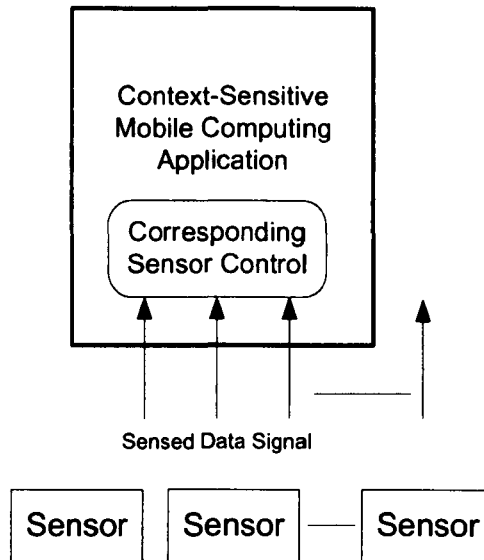 Context-Sensitive
Mobile Computing
Application
Corresponding
Sensor Control
Sensed Data Signal
Sensor Sensor Sensor